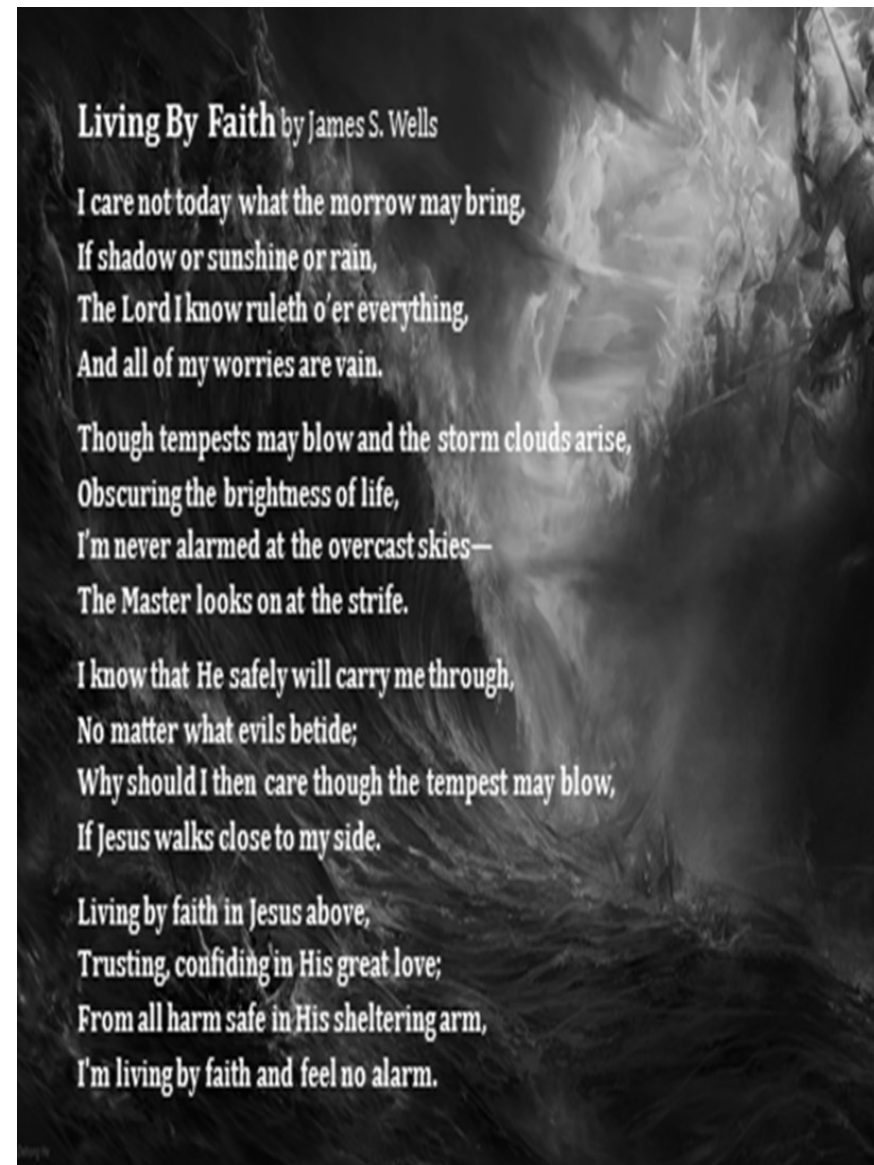 Living By Faith by James S. Wells
I care not today what the morrow may bring,
If shadow or sunshine or rain,
The Lord I know ruleth o'er everything,
And all of my worries are vain.
Though tempests may blow and the storm clouds arise,
Obscuring the brightness of life,
I'm never alarmed at the overcast skies—
The Master looks on at the strife.
I know that He safely will carry me through,
No matter what evils betide;
Why should I then care though the tempest may blow,
If Jesus walks close to my side.
Living by faith in Jesus above,
Trusting, confiding in His great love;
From all harm safe in His sheltering arm,
I'm living by faith and feel no alarm.